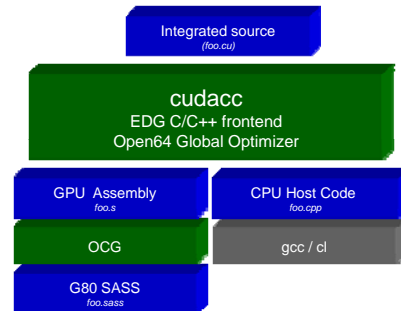 Integrated source
(foo.cu)
cudacc
EDG C/C++ frontend
Open64 Global Optimizer
GPU Assembly
foo.s
CPU Host Code
foo.cpp
OCG
gcc / cl
G80 SASS
foo.sass